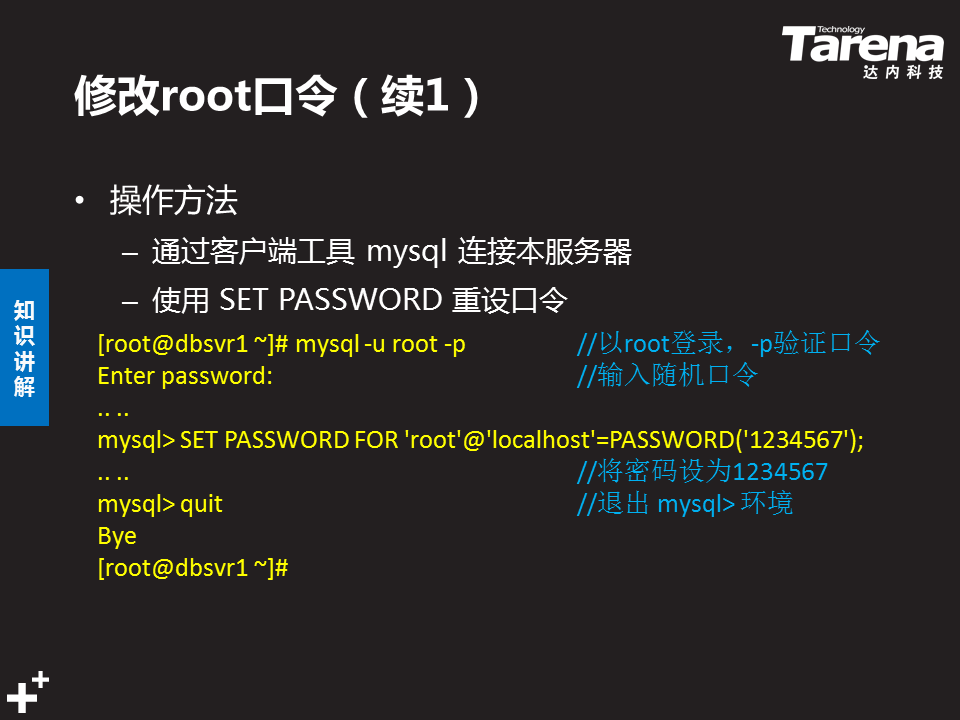 Technology
Tarena
达内科技
修改root口令（续1）
• 操作方法
– 通过客户端工具 mysql 连接本服务器
– 使用 SET PASSWORD 重设口令
知识讲解
[root@dbsvr1 ~]# mysql -u root -p //以root登录，-p验证口令
Enter password: //输入随机口令
.. ..
mysql> SET PASSWORD FOR 'root'@'localhost'=PASSWORD('1234567');
.. .. //将密码设为1234567
mysql> quit //退出 mysql> 环境
Bye
[root@dbsvr1 ~]#